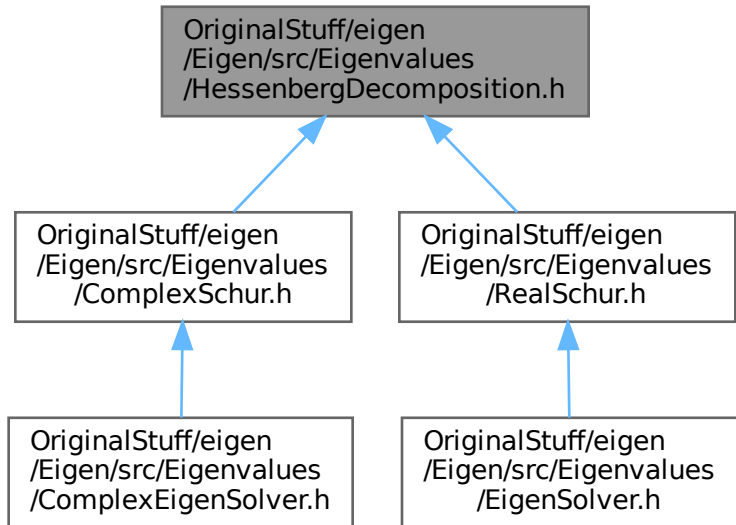 OriginalStuff/eigen
/Eigen/src/Eigenvalues
/HessenbergDecomposition.h
OriginalStuff/eigen
/Eigen/src/Eigenvalues
/ComplexSchur.h
OriginalStuff/eigen
/Eigen/src/Eigenvalues
/RealSchur.h
OriginalStuff/eigen
/Eigen/src/Eigenvalues
/ComplexEigenSolver.h
OriginalStuff/eigen
/Eigen/src/Eigenvalues
/EigenSolver.h